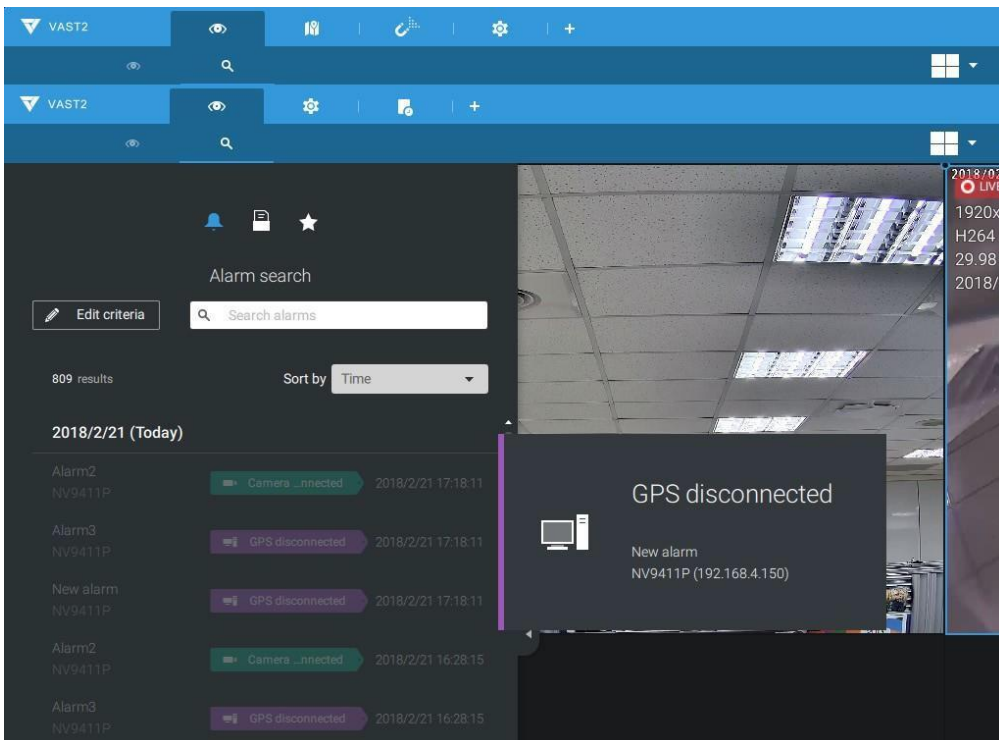 VAST2
VAST2
Alarm search
Edit criteria
Search alarms
809 results
Sort by Time
2018/2/21 (Today)
Alarm2
NV9411P
Camera ...nnected
2018/2/21 17:18:11
Alarm3
NV9411P
GPS disconnected
2018/2/21 17:18:11
New alarm
NV9411P
GPS disconnected
2018/2/21 17:18:11
Alarm2
NV9411P
Camera ...nnected
2018/2/21 16:28:15
Alarm3
NV9411P
GPS disconnected
2018/2/21 16:28:15
2018/02
LIVE
1920x
H264
29.98
2018/
GPS disconnected
New alarm
NV9411P (192.168.4.150)